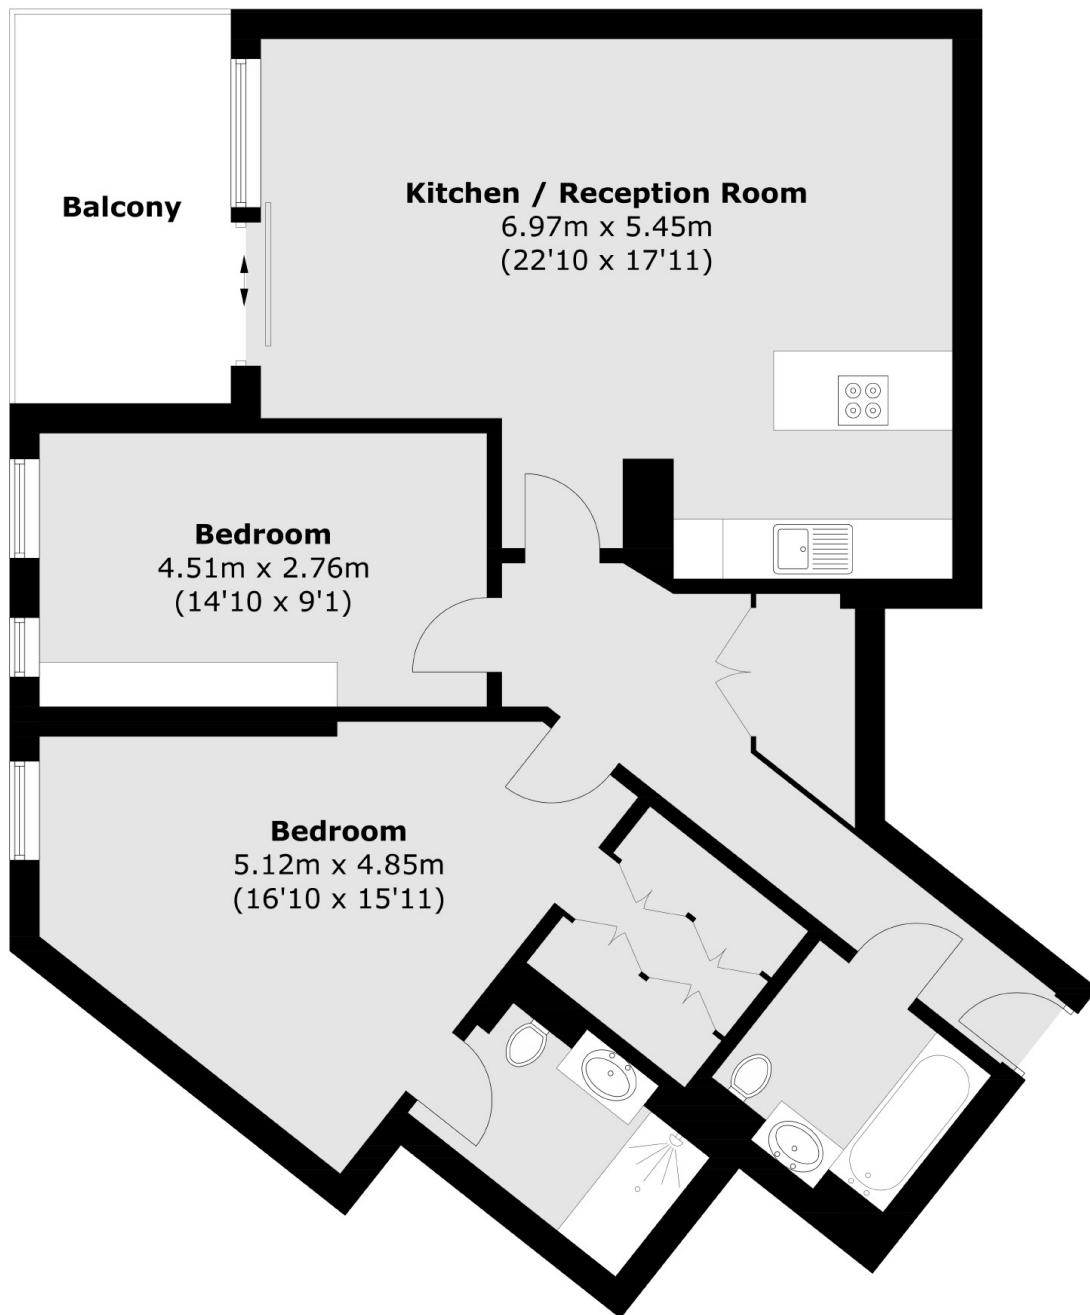 Balcony
Kitchen / Reception Room
6.97m x 5.45m
(22'10 x 17'11)
Bedroom
4.51m x 2.76m
(14'10 x 9'1)
Bedroom
5.12m x 4.85m
(16'10 x 15'11)